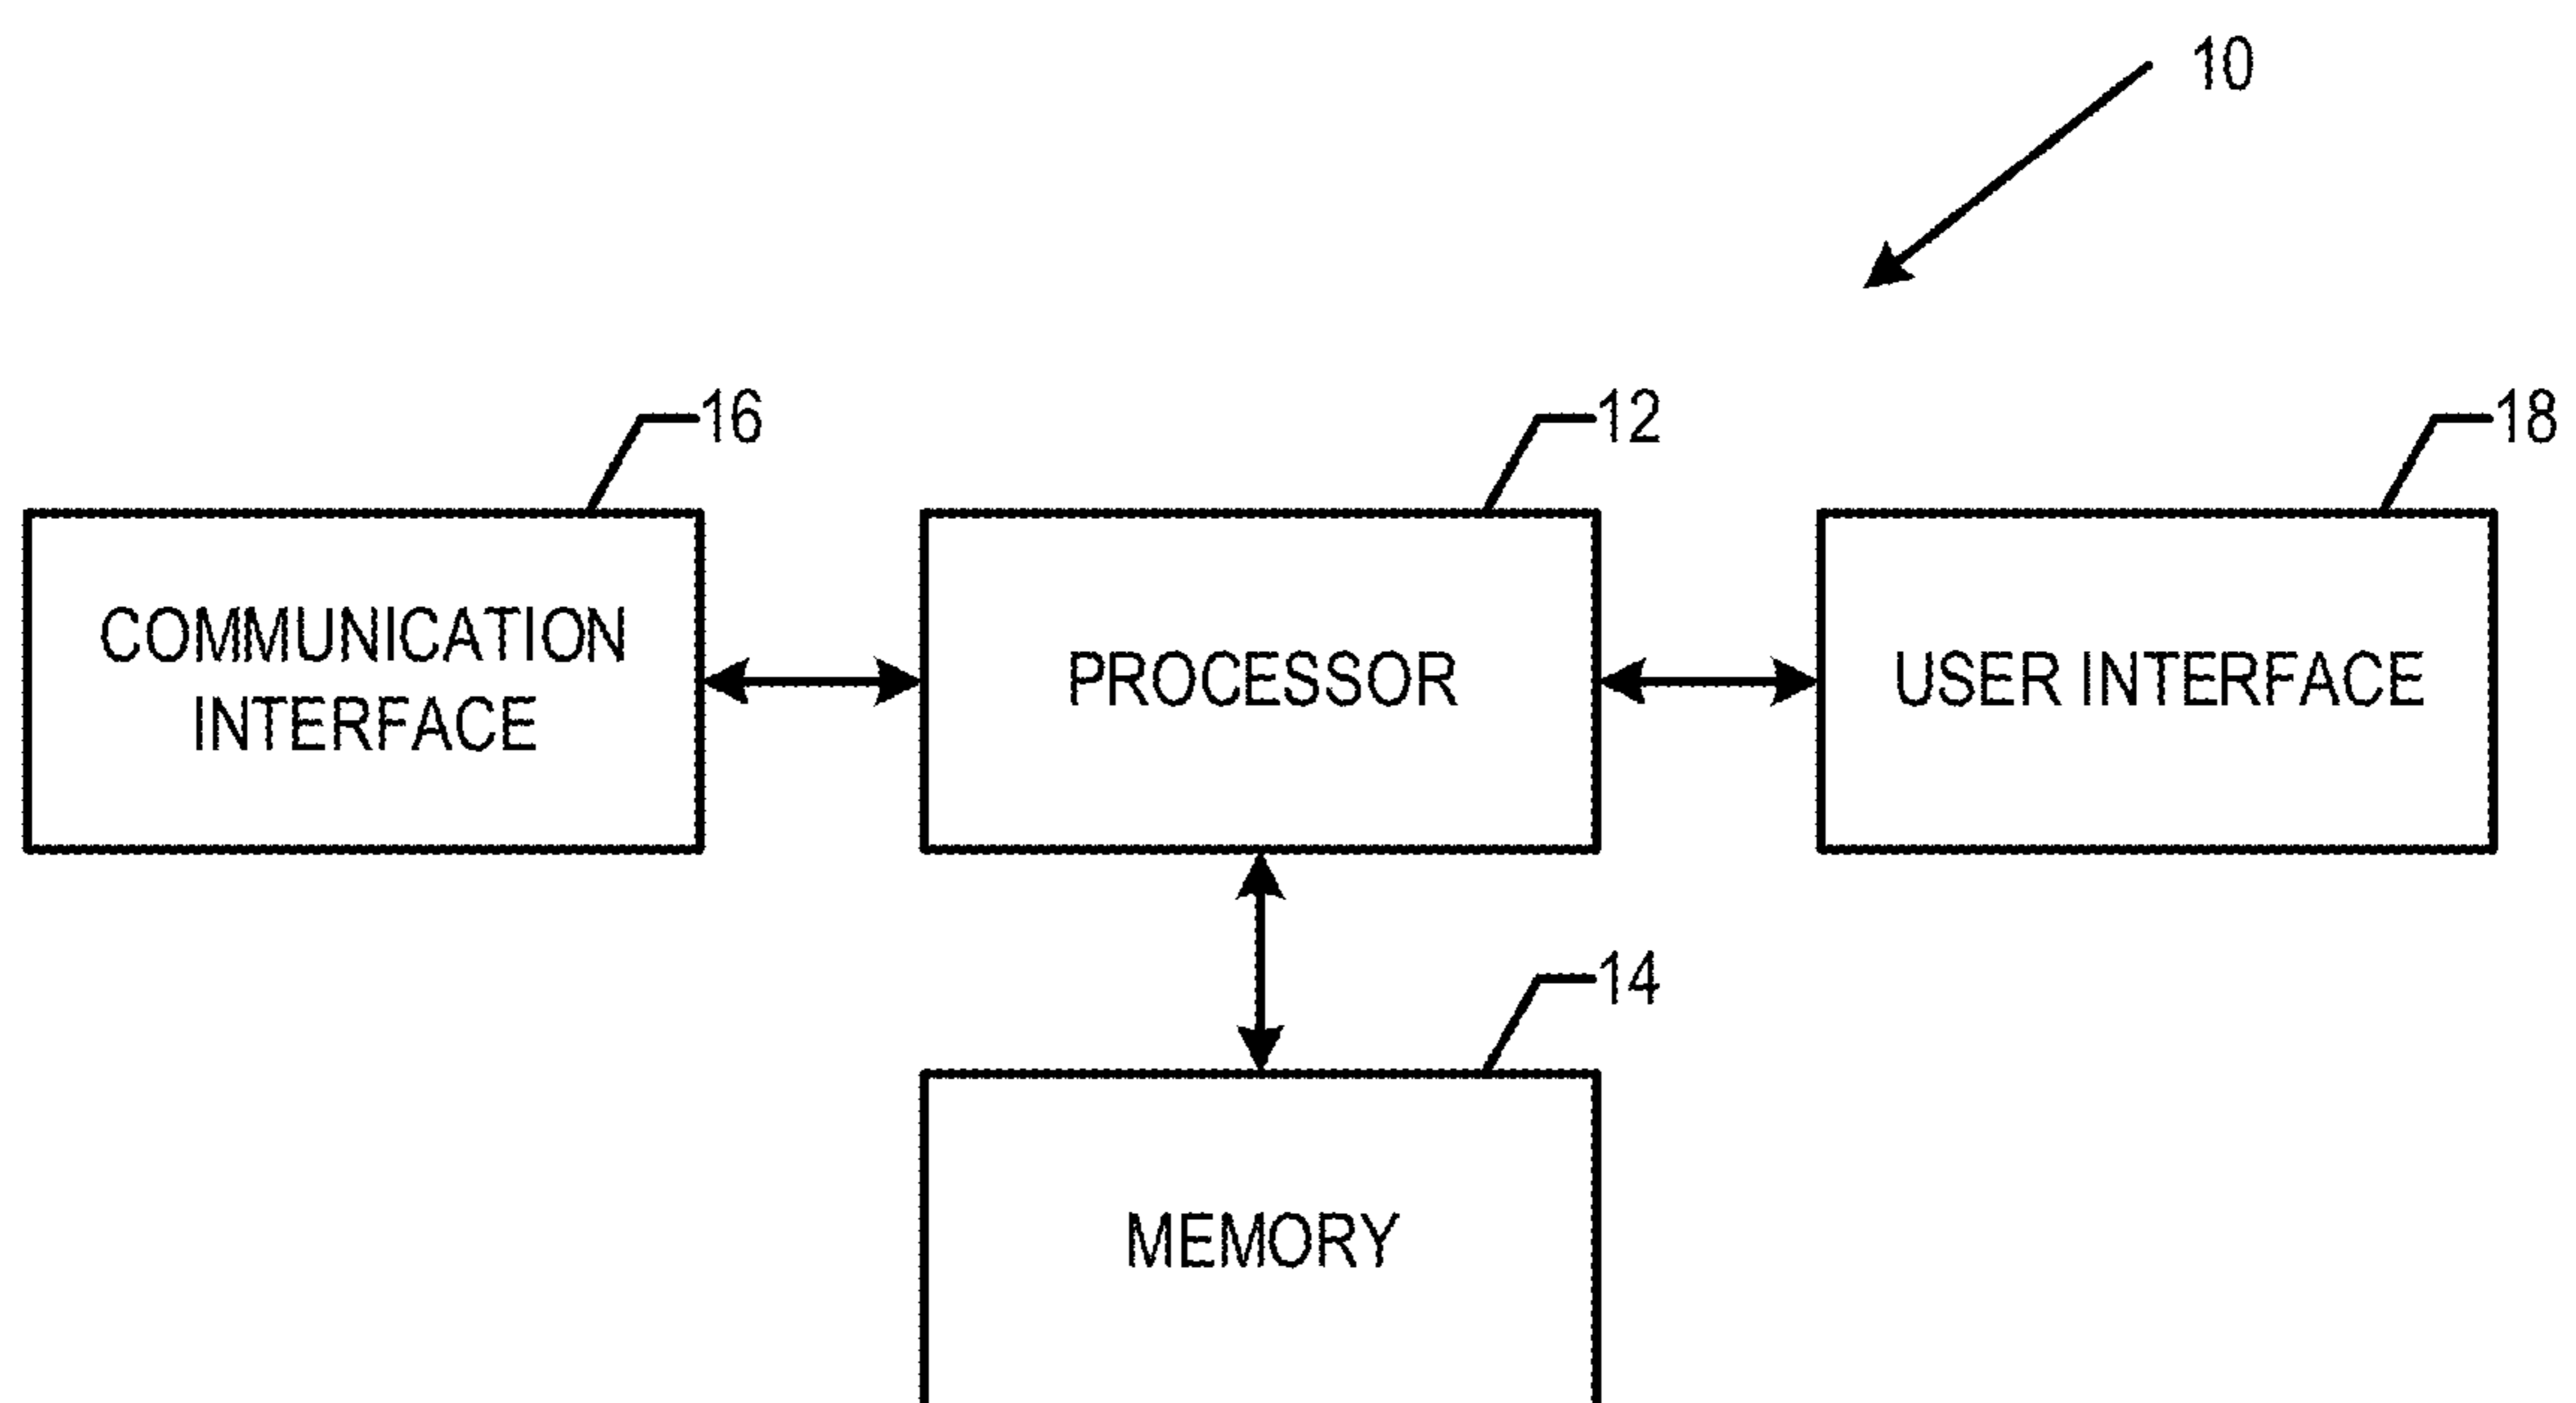 10
16
12
18
COMMUNICATION
INTERFACE
PROCESSOR
USER INTERFACE
14
MEMORY